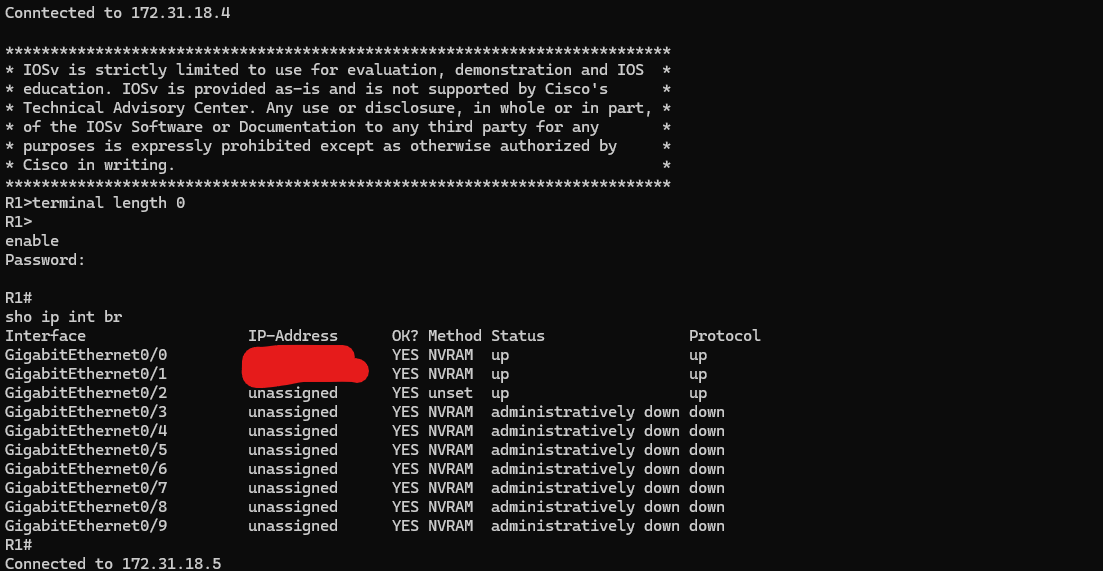 Conntected to 172.31.18.4
**************************************************************************
* IOSv is strictly limited to use for evaluation, demonstration and IOS  *
* education. IOSv is provided as-is and is not supported by Cisco's      *
* Technical Advisory Center. Any use or disclosure, in whole or in part, *
* of the IOSv Software or Documentation to any third party for any       *
* purposes is expressly prohibited except as otherwise authorized by     *
* Cisco in writing.                                                      *
**************************************************************************
R1>terminal length 0
R1>
enable
Password:
R1#
sho ip int br
Interface                  IP-Address      OK? Method Status                Protocol
GigabitEthernet0/0                         YES NVRAM  up                    up
GigabitEthernet0/1                         YES NVRAM  up                    up
GigabitEthernet0/2         unassigned      YES unset  up                    up
GigabitEthernet0/3         unassigned      YES NVRAM  administratively down down
GigabitEthernet0/4         unassigned      YES NVRAM  administratively down down
GigabitEthernet0/5         unassigned      YES NVRAM  administratively down down
GigabitEthernet0/6         unassigned      YES NVRAM  administratively down down
GigabitEthernet0/7         unassigned      YES NVRAM  administratively down down
GigabitEthernet0/8         unassigned      YES NVRAM  administratively down down
GigabitEthernet0/9         unassigned      YES NVRAM  administratively down down
R1#
Connected to 172.31.18.5